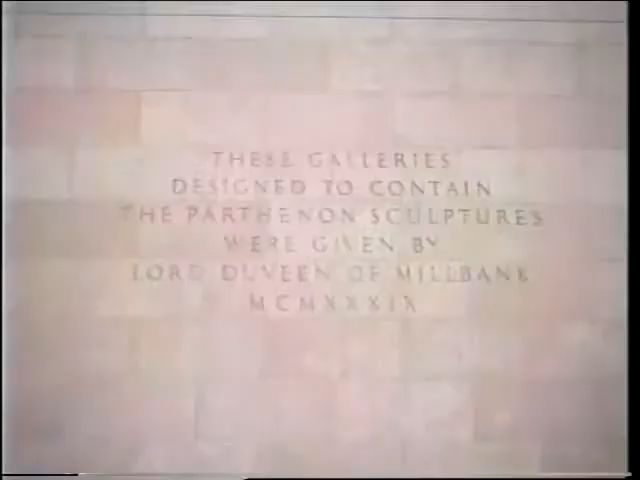 THESE GALLERIES
DESIGNED TO CONTAIN
THE PARTHENON SCULPTURES
WERE GIVEN BY
LORD DUVEEN OF MILLBANK
MCMXXXIX